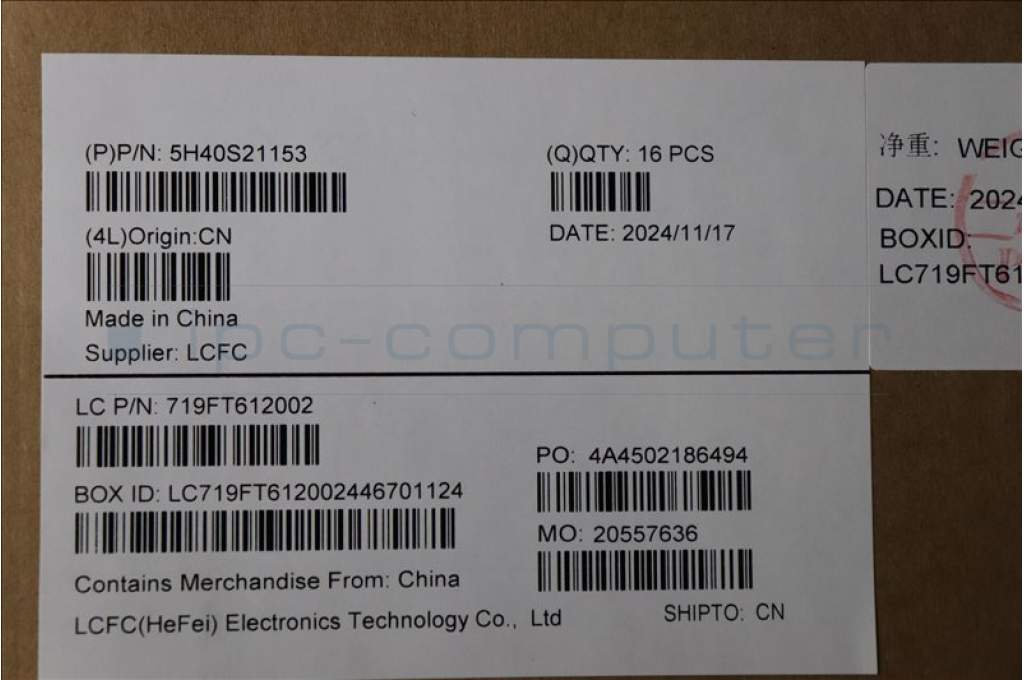 (P)P/N: 5H40S21153
(Q)QTY: 16 PCS
(4L)Origin:CN
DATE: 2024/11/17
Made in China
Supplier: LCFC
ipc-computer
LC P/N: 719FT612002
PO: 4A4502186494
BOX ID: LC719FT612002446701124
MO: 20557636
Contains Merchandise From: China
LCFC(HeFei) Electronics Technology Co., Ltd
SHIPTO: CN
净重: WEIG
DATE: 2024
BOXID:
LC719FT61